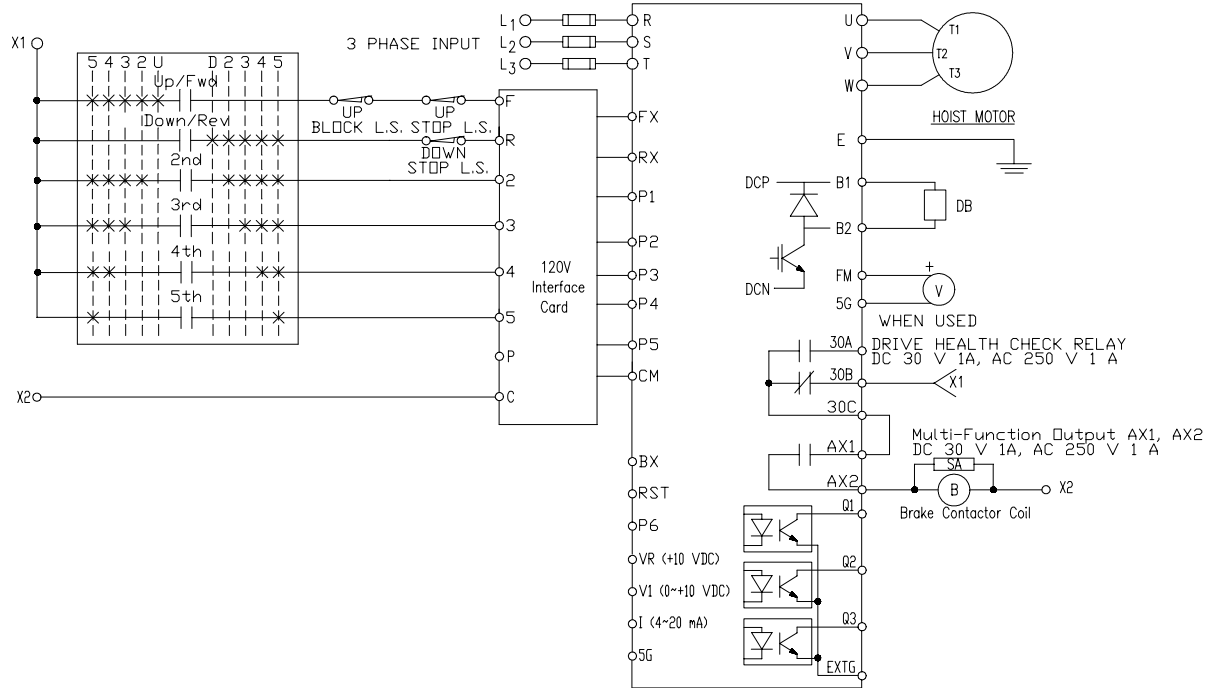 L1
R
L2
S
L3
T
3 PHASE INPUT
X1
5 4 3 2 U D 2 3 4 5
Up/Fwd
Down/Rev
2nd
3rd
4th
5th
UP
BLOCK L.S.
UP
STOP L.S.
DOWN
STOP L.S.
F
R
2
3
4
5
P
C
X2
120V
Interface
Card
FX
RX
P1
P2
P3
P4
P5
CM
BX
RST
P6
VR (+10 VDC)
V1 (0~+10 VDC)
I (4~20 mA)
5G
U
V
W
T1
T2
T3
HOIST MOTOR
E
DCP
B1
DB
B2
DCN
FM
+
V
5G
WHEN USED
30A
DRIVE HEALTH CHECK RELAY
DC 30 V 1A, AC 250 V 1 A
30B
X1
30C
Multi-Function Output AX1, AX2
DC 30 V 1A, AC 250 V 1 A
AX1
SA
AX2
B
X2
Brake Contactor Coil
Q1
Q2
Q3
EXTG